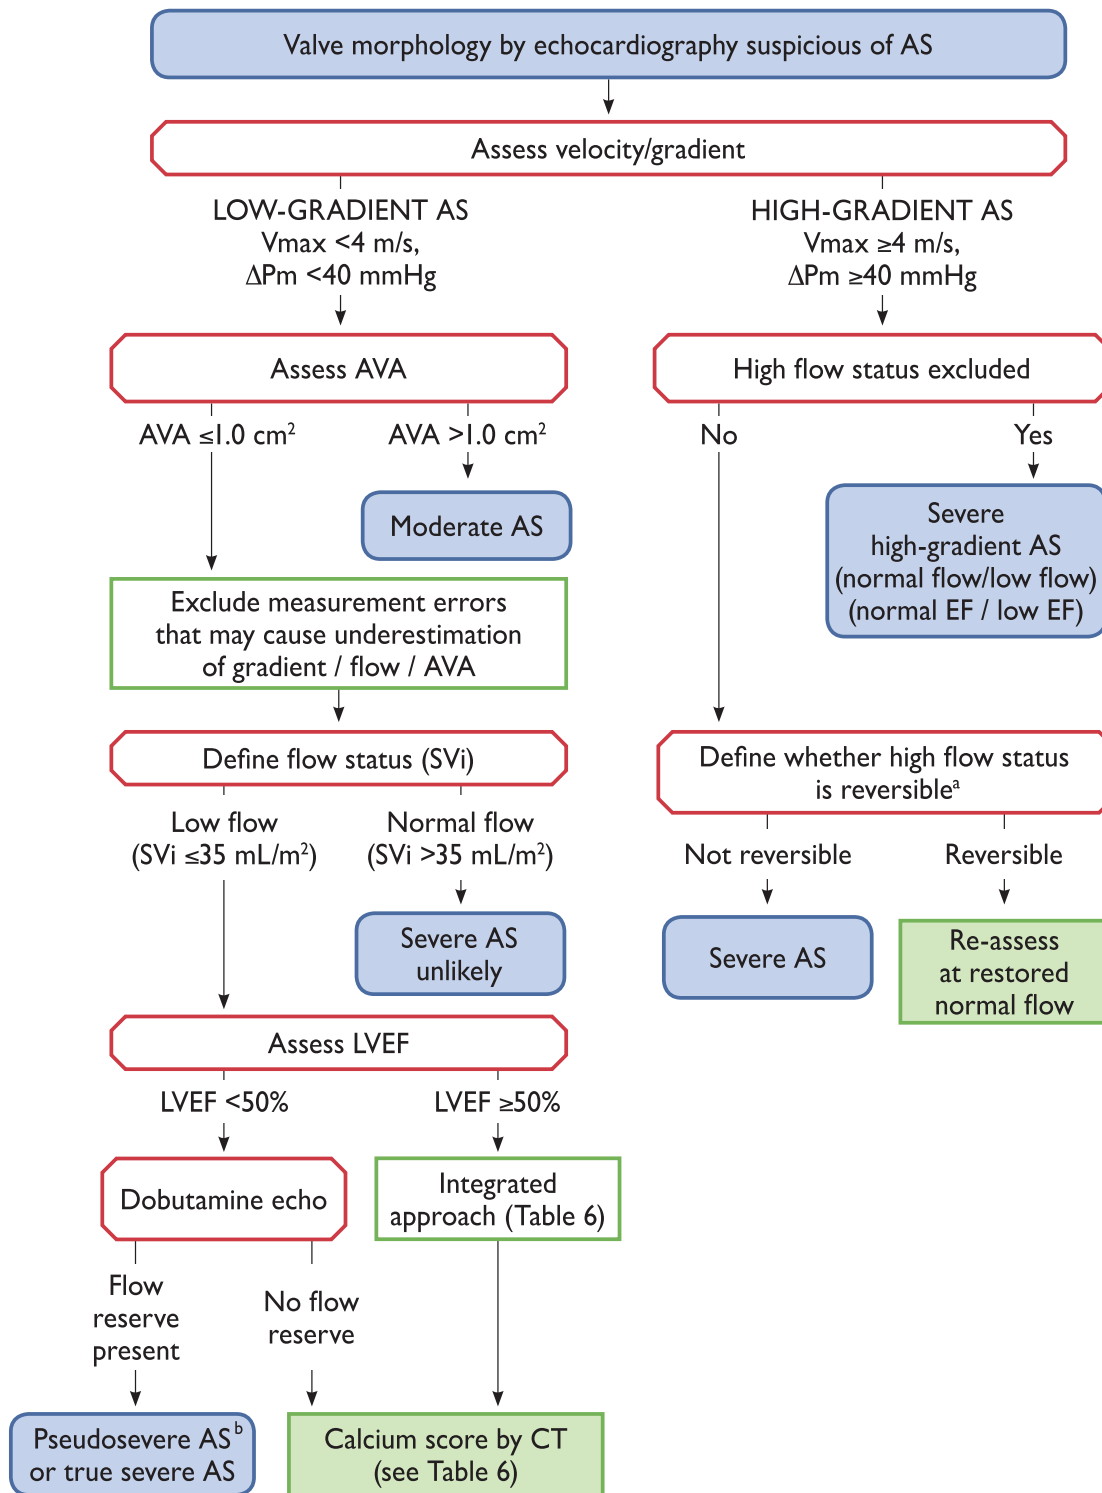 Valve morphology by echocardiography suspicious of AS
Assess velocity/gradient
LOW-GRADIENT AS
Vmax <4 m/s,
ΔPm <40 mmHg
HIGH-GRADIENT AS
Vmax ≥4 m/s,
ΔPm ≥40 mmHg
Assess AVA
High flow status excluded
AVA ≤1.0 cm²
AVA >1.0 cm²
No
Yes
Moderate AS
Severe
high-gradient AS
(normal flow/low flow)
(normal EF / low EF)
Exclude measurement errors
that may cause underestimation
of gradient / flow / AVA
Define flow status (SVi)
Define whether high flow status
is reversibleᵃ
Low flow
(SVi ≤35 mL/m²)
Normal flow
(SVi >35 mL/m²)
Not reversible
Reversible
Severe AS
unlikely
Severe AS
Re-assess
at restored
normal flow
Assess LVEF
LVEF <50%
LVEF ≥50%
Dobutamine echo
Integrated
approach (Table 6)
Flow
reserve
present
No flow
reserve
Pseudosevere ASᵇ
or true severe AS
Calcium score by CT
(see Table 6)